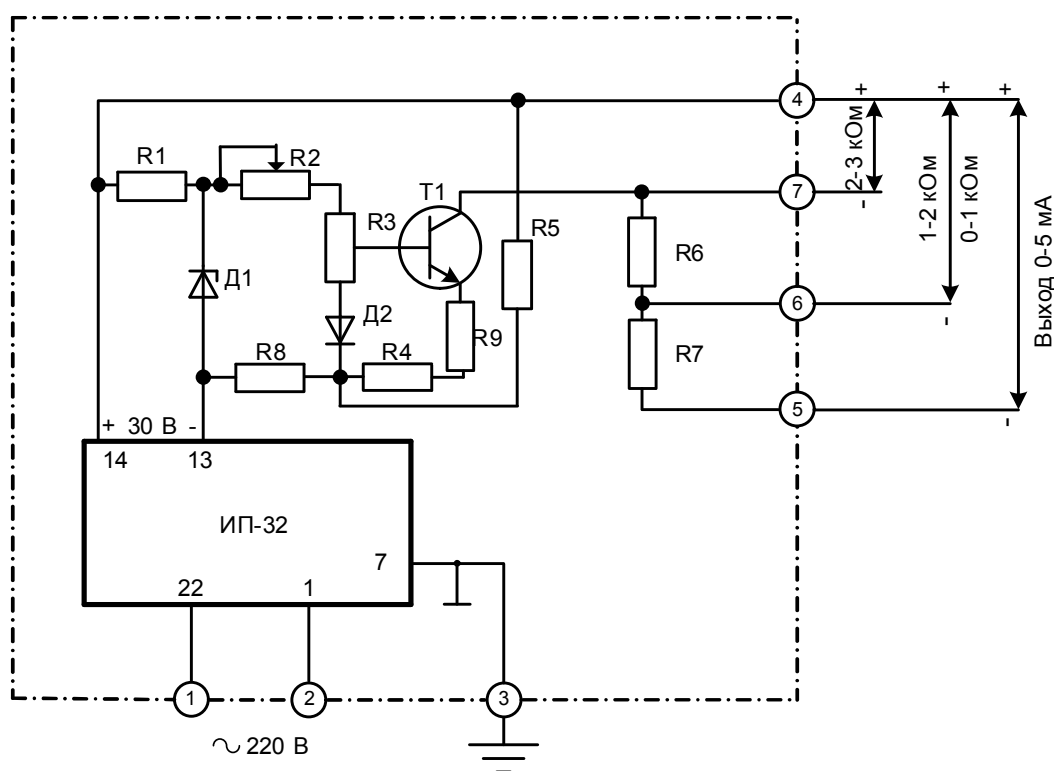 4
+
+
+
R1
R2
2-3 кОм
7
-
R3
T1
R5
1-2 кОм
0-1 кОм
Выход 0-5 мА
R6
Д1
6
-
Д2
R9
R8
R4
R7
5
-
+ 30 В -
14
13
ИП-32
7
22
1
1
2
3
220 В